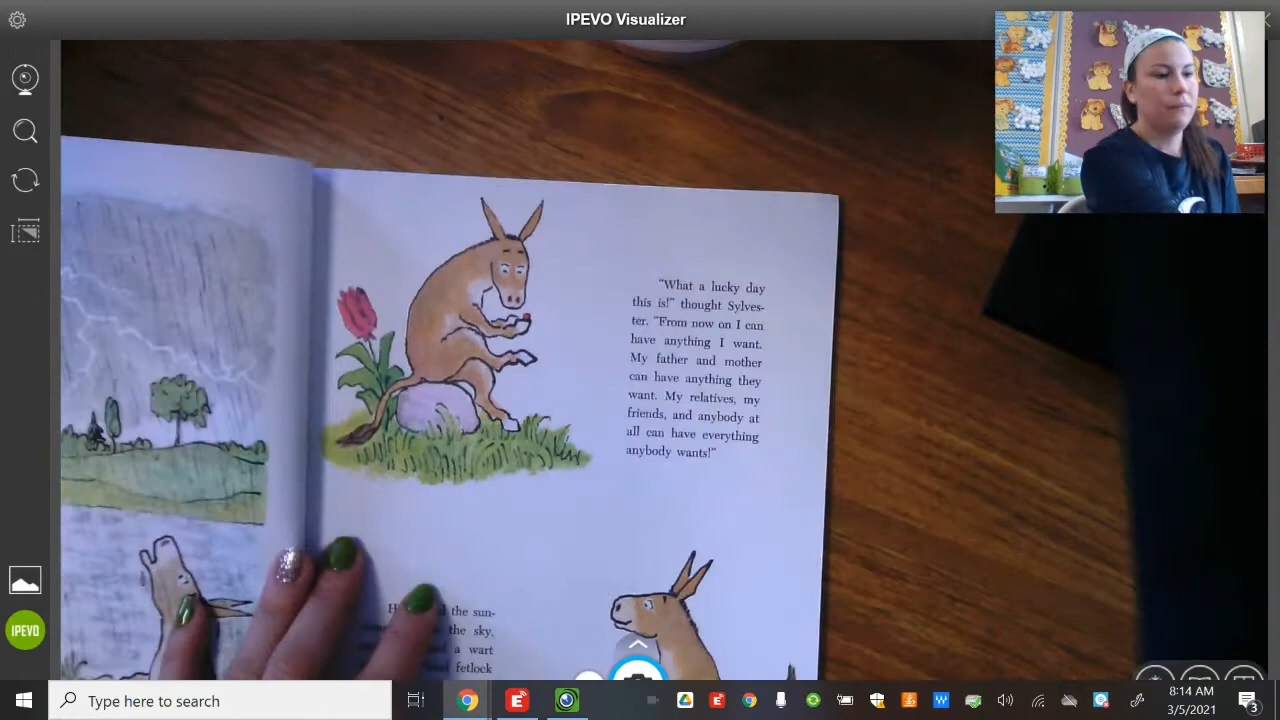 IPEVO Visualizer
"What a lucky day
this is!" thought Sylves-
ter. "From now on I can
have anything I want.
My father and mother
can have anything they
want. My relatives, my
friends, and anybody at
all can have everything
anybody wants!"
the sun-
the sky,
a wart
fetlock
IPEVO
Type here to search
8:14 AM
3/5/2021
3